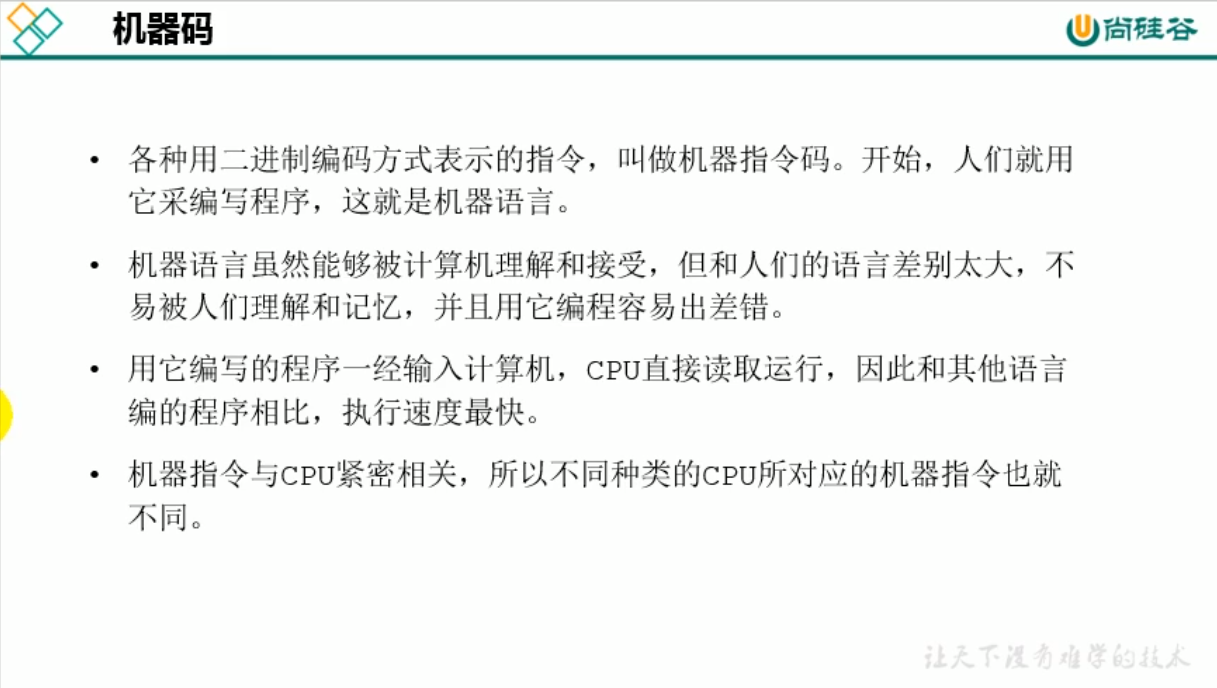 机器码
尚硅谷
• 各种用二进制编码方式表示的指令，叫做机器指令码。开始，人们就用
它采编写程序，这就是机器语言。
• 机器语言虽然能够被计算机理解和接受，但和人们的语言差别太大，不
易被人们理解和记忆，并且用它编程容易出差错。
• 用它编写的程序一经输入计算机，CPU直接读取运行，因此和其他语言
编的程序相比，执行速度最快。
• 机器指令与CPU紧密相关，所以不同种类的CPU所对应的机器指令也就
不同。
让天下没有难学的技术